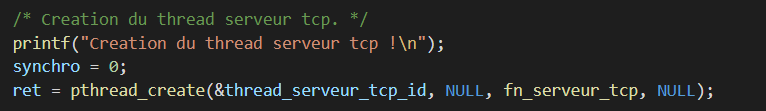 /* Creation du thread serveur tcp. */
printf("Creation du thread serveur tcp !\n");
synchro = 0;
ret = pthread_create(&thread_serveur_tcp_id, NULL, fn_serveur_tcp, NULL);